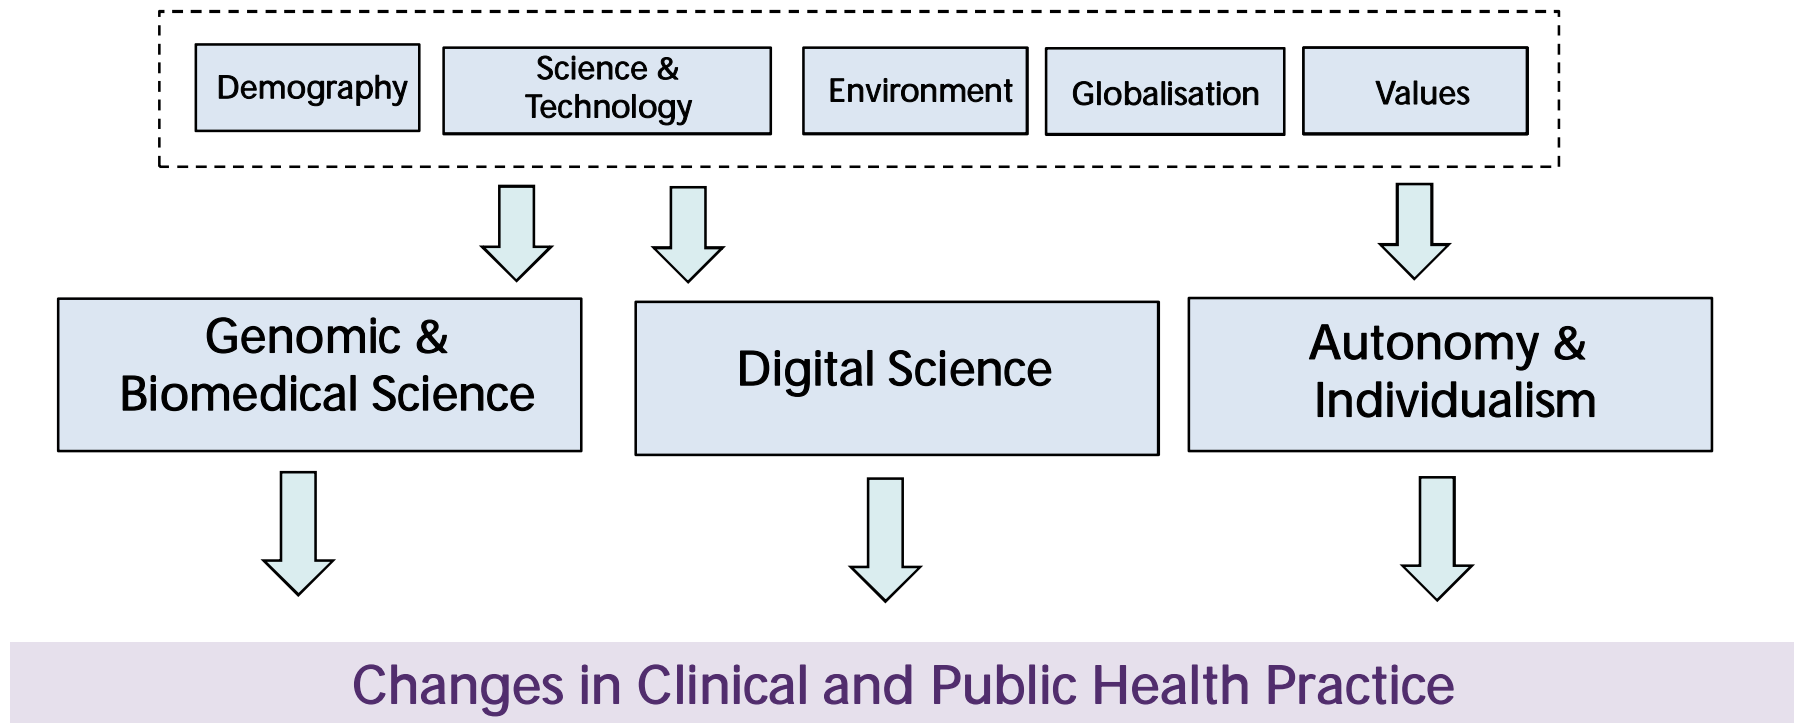 Demography
Science &
Technology
Environment
Globalisation
Values
Genomic &
Biomedical Science
Digital Science
Autonomy &
Individualism
Changes in Clinical and Public Health Practice